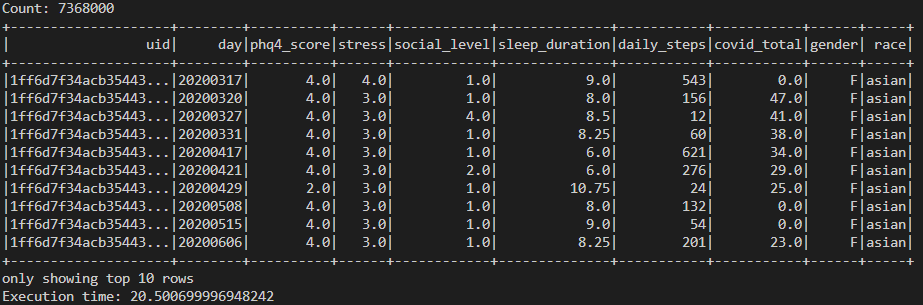 Count: 7368000
+--------------------+--------+----------+------+------------+--------------+-----------+-----------+------+-----+
|                 uid|     day|phq4_score|stress|social_level|sleep_duration|daily_steps|covid_total|gender| race|
+--------------------+--------+----------+------+------------+--------------+-----------+-----------+------+-----+
|1ff6d7f34acb35443...|20200317|       4.0|   4.0|         1.0|           9.0|        543|        0.0|     F|asian|
|1ff6d7f34acb35443...|20200320|       4.0|   3.0|         1.0|           8.0|        156|       47.0|     F|asian|
|1ff6d7f34acb35443...|20200327|       4.0|   3.0|         4.0|           8.5|         12|       41.0|     F|asian|
|1ff6d7f34acb35443...|20200331|       4.0|   3.0|         1.0|          8.25|         60|       38.0|     F|asian|
|1ff6d7f34acb35443...|20200417|       4.0|   3.0|         1.0|           6.0|        621|       34.0|     F|asian|
|1ff6d7f34acb35443...|20200421|       4.0|   3.0|         2.0|           6.0|        276|       29.0|     F|asian|
|1ff6d7f34acb35443...|20200429|       2.0|   3.0|         1.0|         10.75|         24|       25.0|     F|asian|
|1ff6d7f34acb35443...|20200508|       4.0|   3.0|         1.0|           8.0|        132|        0.0|     F|asian|
|1ff6d7f34acb35443...|20200515|       4.0|   3.0|         1.0|           9.0|         54|        0.0|     F|asian|
|1ff6d7f34acb35443...|20200606|       4.0|   3.0|         1.0|          8.25|        201|       23.0|     F|asian|
+--------------------+--------+----------+------+------------+--------------+-----------+-----------+------+-----+
only showing top 10 rows
Execution time: 20.500699996948242